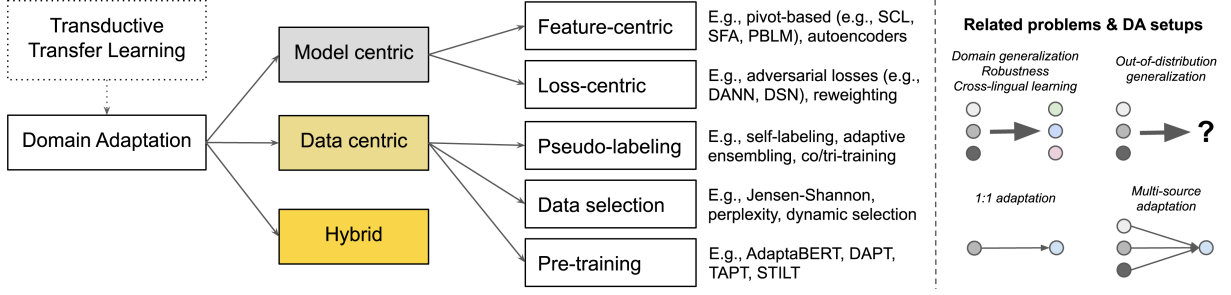 Transductive
Transfer Learning
Domain Adaptation
Model centric
Data centric
Hybrid
Feature-centric
E.g., pivot-based (e.g., SCL,
SFA, PBLM), autoencoders
Loss-centric
E.g., adversarial losses (e.g.,
DANN, DSN), reweighting
Pseudo-labeling
E.g., self-labeling, adaptive
ensembling, co/tri-training
Data selection
E.g., Jensen-Shannon,
perplexity, dynamic selection
Pre-training
E.g., AdaptaBERT, DAPT,
TAPT, STILT
Related problems & DA setups
Domain generalization
Robustness
Cross-lingual learning
Out-of-distribution
generalization
?
1:1 adaptation
Multi-source
adaptation